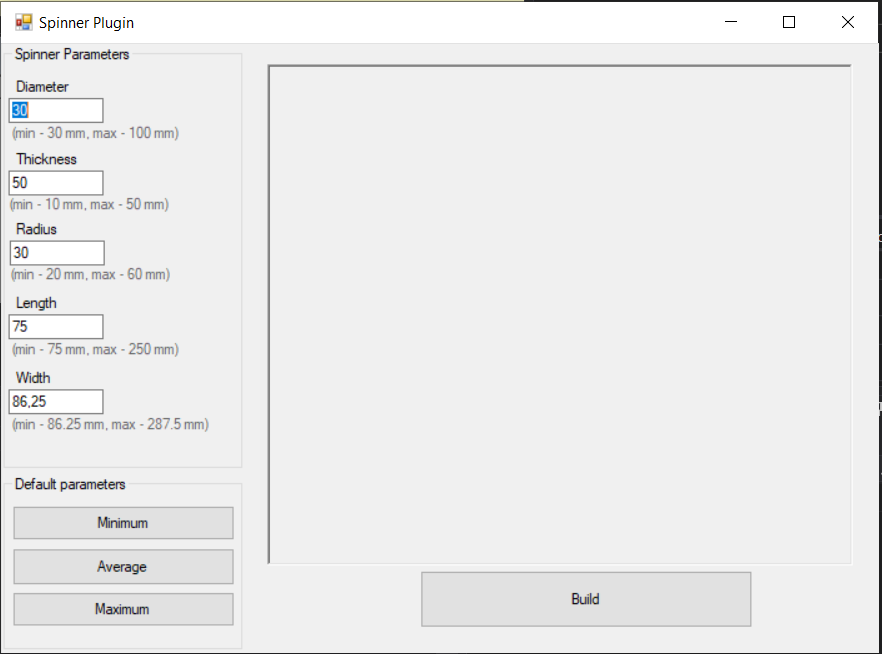 Spinner Plugin
Spinner Parameters
Diameter
30
(min - 30 mm, max - 100 mm)
Thickness
50
(min - 10 mm, max - 50 mm)
Radius
30
(min - 20 mm, max - 60 mm)
Length
75
(min - 75 mm, max - 250 mm)
Width
86,25
(min - 86.25 mm, max - 287.5 mm)
Default parameters
Minimum
Average
Maximum
Build